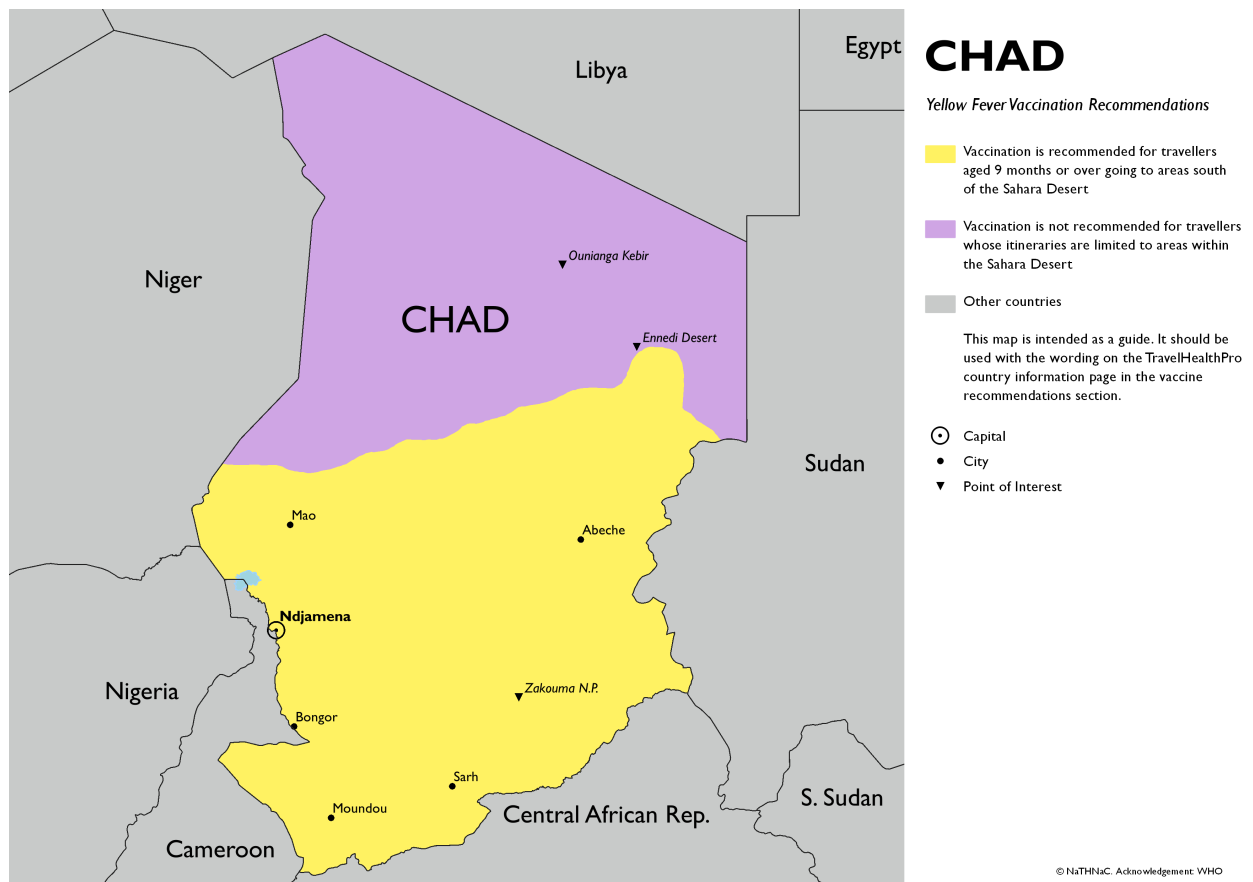 Egypt
Libya
CHAD
Yellow Fever Vaccination Recommendations
Vaccination is recommended for travellers
aged 9 months or over going to areas south
of the Sahara Desert
Vaccination is not recommended for travellers
whose itineraries are limited to areas within
the Sahara Desert
Other countries
This map is intended as a guide. It should be
used with the wording on the TravelHealthPro
country information page in the vaccine
recommendations section.
Capital
City
Point of Interest
Niger
Ounianga Kebir
CHAD
Ennedi Desert
Sudan
Mao
Abeche
Ndjamena
Nigeria
Zakouma N.P.
Bongor
Sarh
Moundou
S. Sudan
Central African Rep.
Cameroon
© NaTHNaC. Acknowledgement: WHO